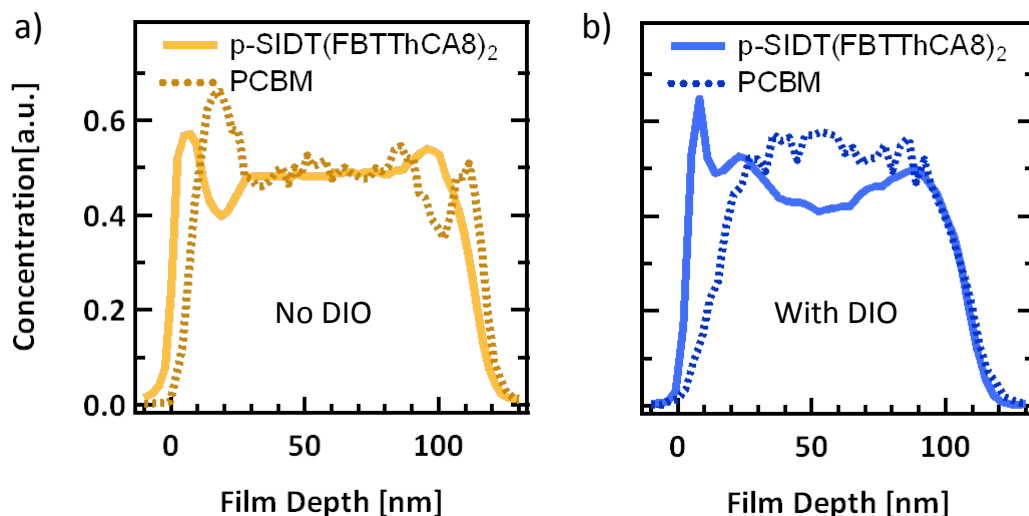 a)
p-SIDT(FBTThCA8)₂
PCBM
Concentration[a.u.]
0.6
0.4
0.2
0.0
No DIO
0
50
100
Film Depth [nm]
b)
p-SIDT(FBTThCA8)₂
PCBM
With DIO
0
50
100
Film Depth [nm]